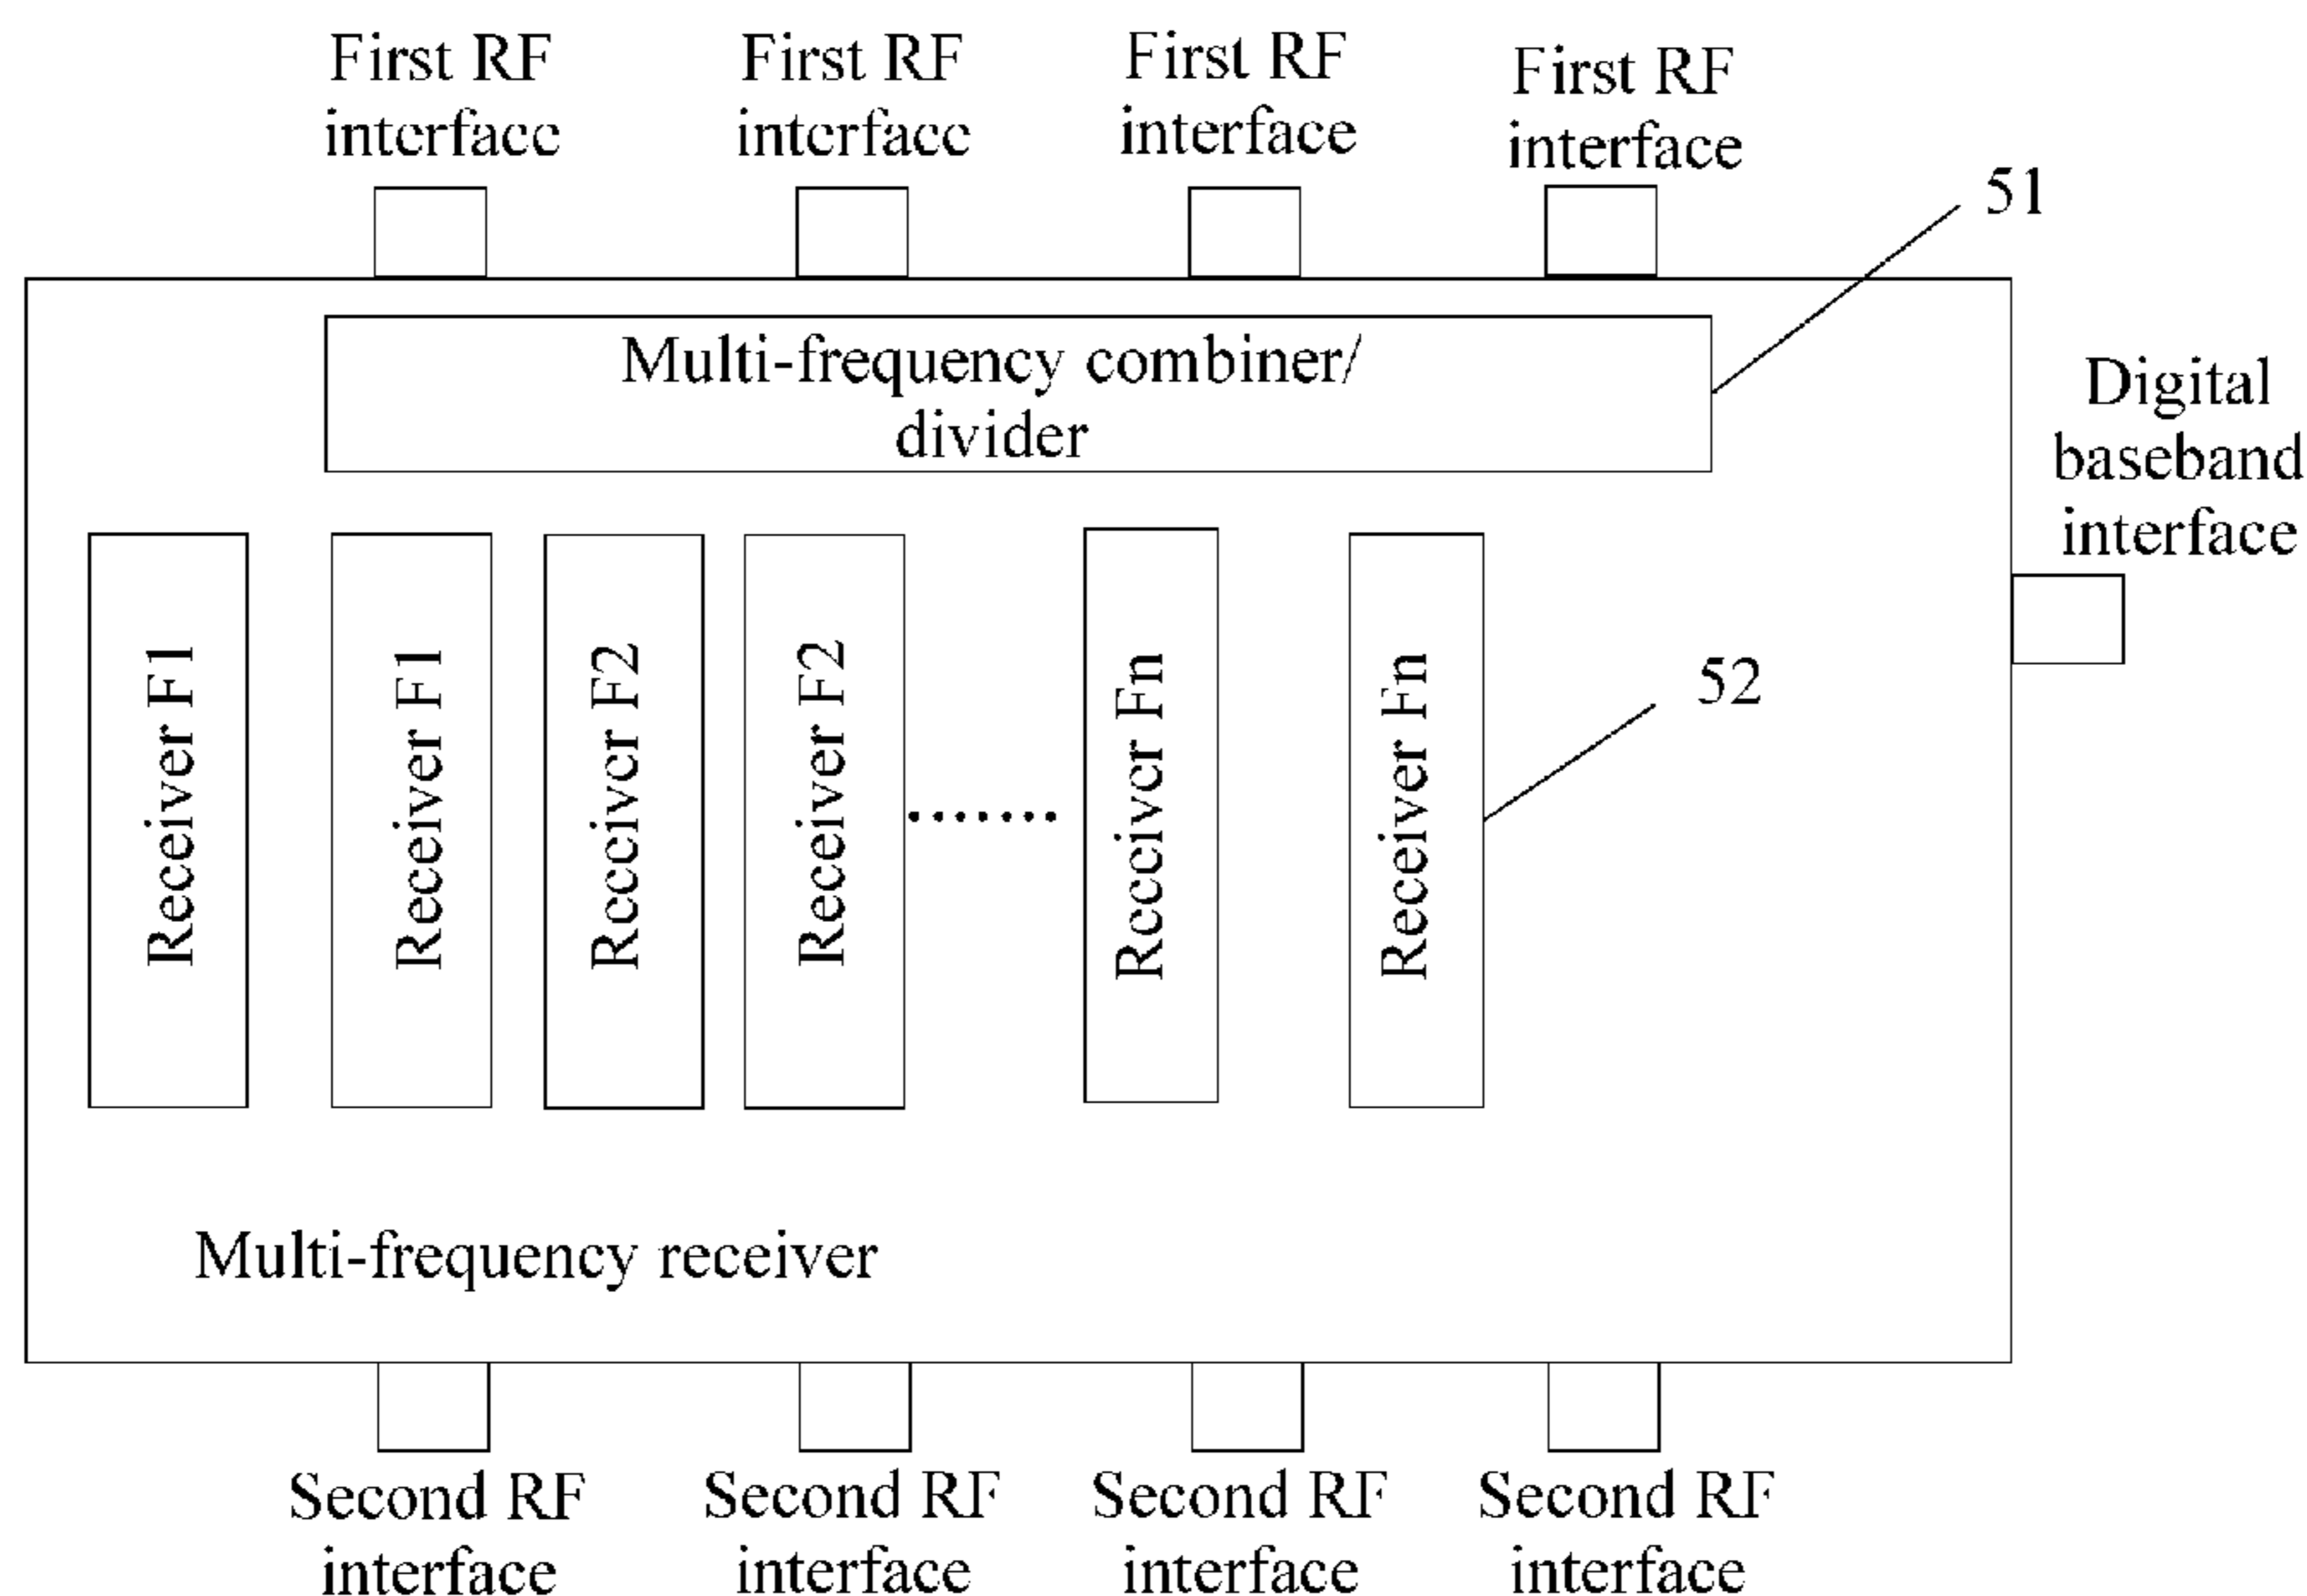 First RF
interface
First RF
interface
First RF
interface
First RF
interface
51
Multi-frequency combiner/
divider
Digital
baseband
interface
Receiver F1
Receiver F1
Receiver F2
Receiver F2
.......
Receiver Fn
Receiver Fn
52
Multi-frequency receiver
Second RF
interface
Second RF
interface
Second RF
interface
Second RF
interface